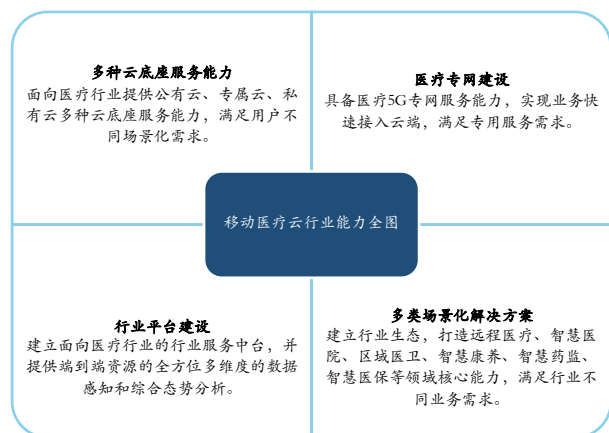 多种云底座服务能力
面向医疗行业提供公有云、专属云、私
有云多种云底座服务能力，满足用户不
同场景化需求。
医疗专网建设
具备医疗5G专网服务能力，实现业务快
速接入云端，满足专用服务需求。
移动医疗云行业能力全图
行业平台建设
建立面向医疗行业的行业服务中台，并
提供端到端资源的全方位多维度的数据
感知和综合态势分析。
多类场景化解决方案
建立行业生态，打造远程医疗、智慧医
院、区域医卫、智慧康养、智慧药监、
智慧医保等领域核心能力，满足行业不
同业务需求。